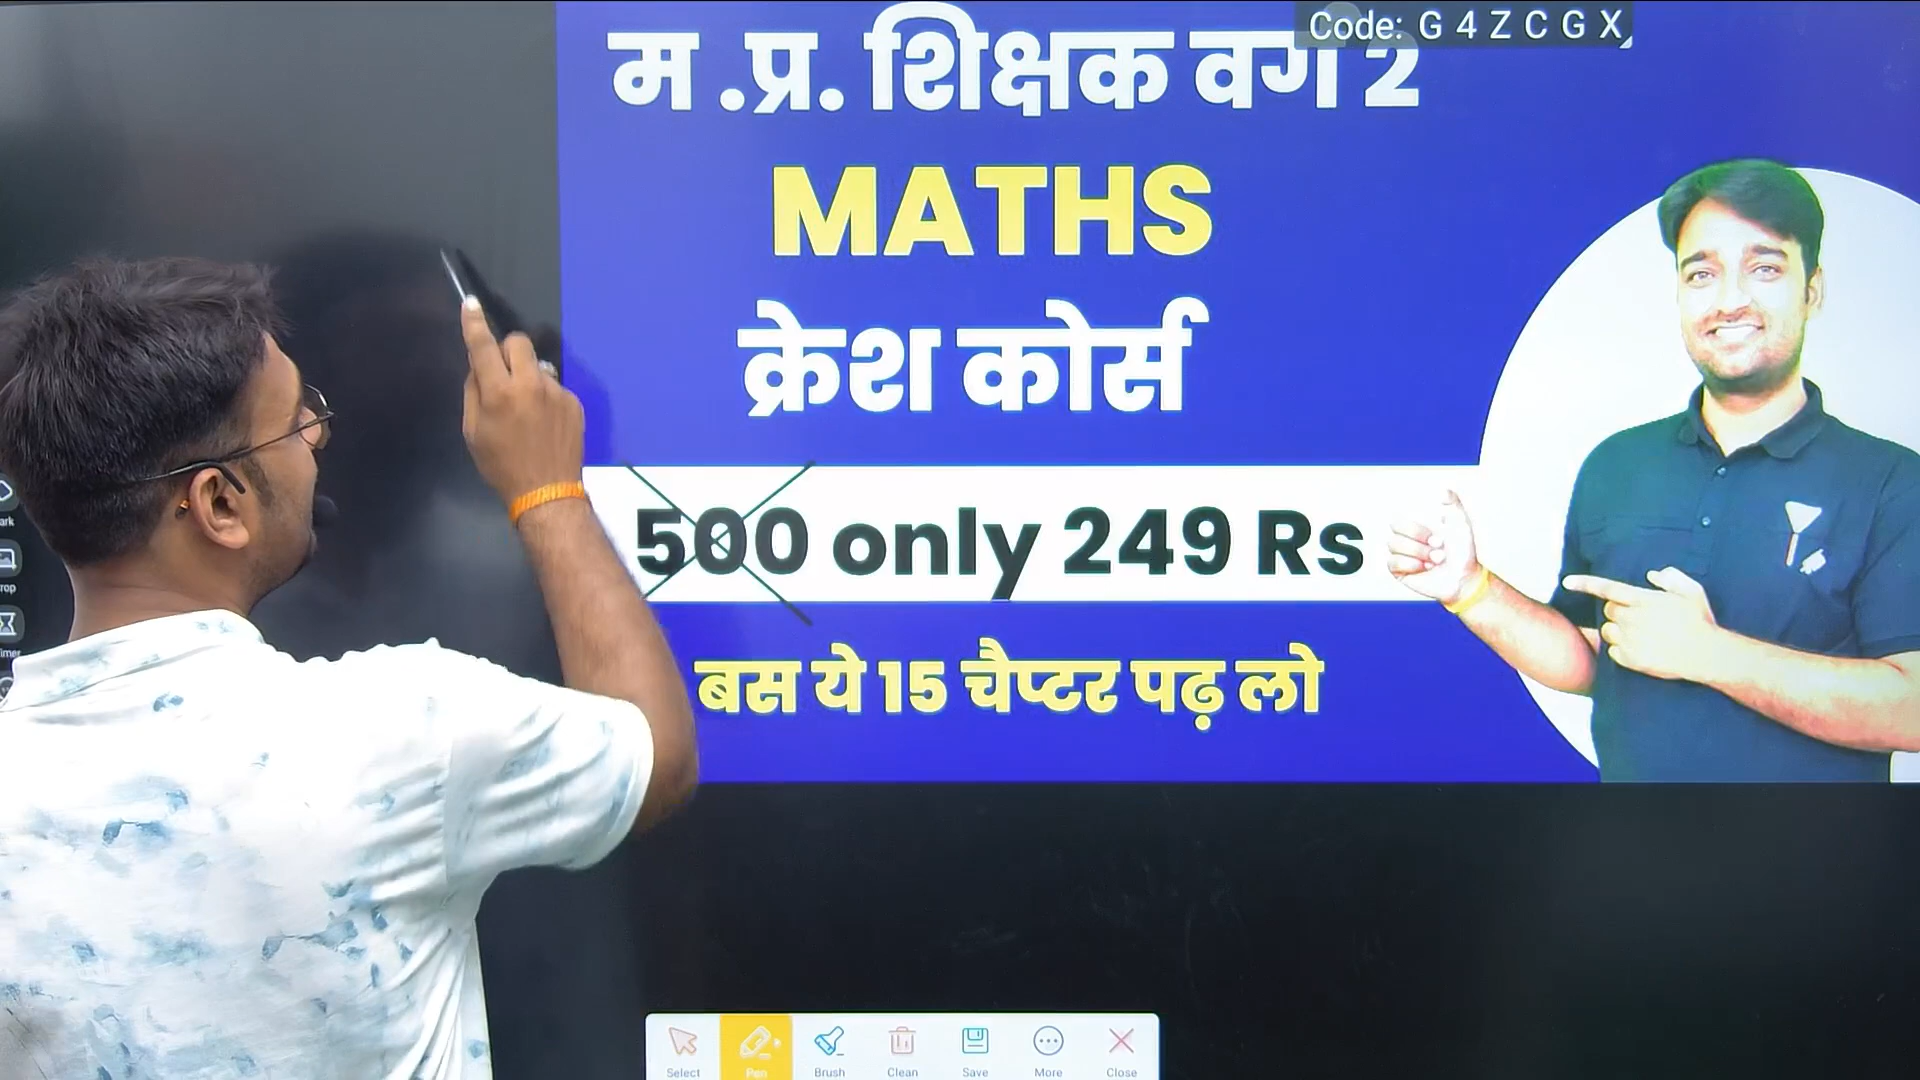 Code: G 4 Z C G X
म .प्र. शिक्षक वर्ग 2
MATHS
क्रेश कोर्स
500 only 249 Rs
बस ये 15 चैप्टर पढ़ लो
Select Pen Brush Clean Save More Close